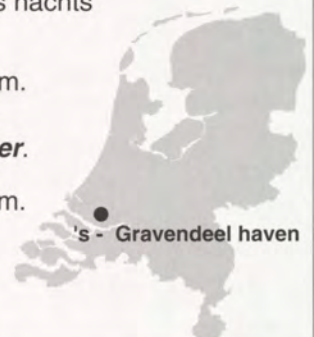 s nachts
m.
er.
m.
's - Gravendeel haven